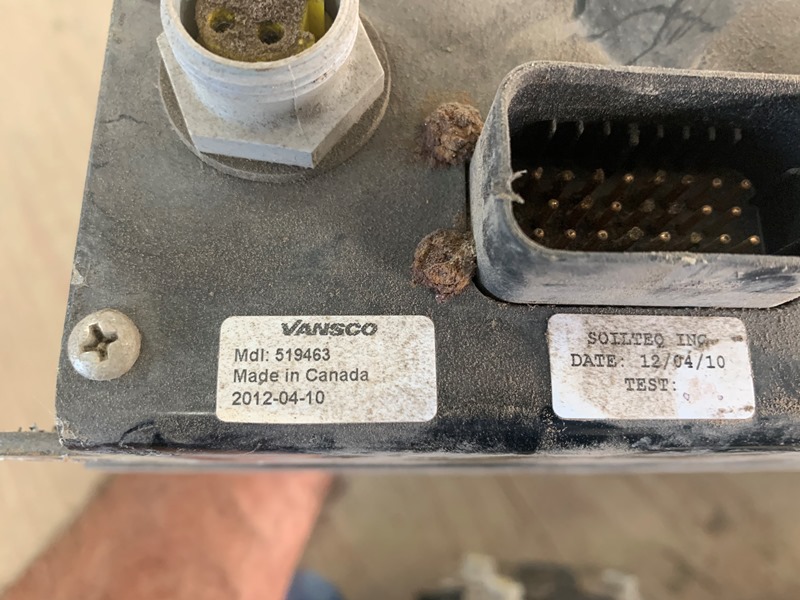 VANSCO
Mdl: 519463
Made in Canada
2012-04-10
SOILTEQ INC
DATE: 12/04/10
TEST: